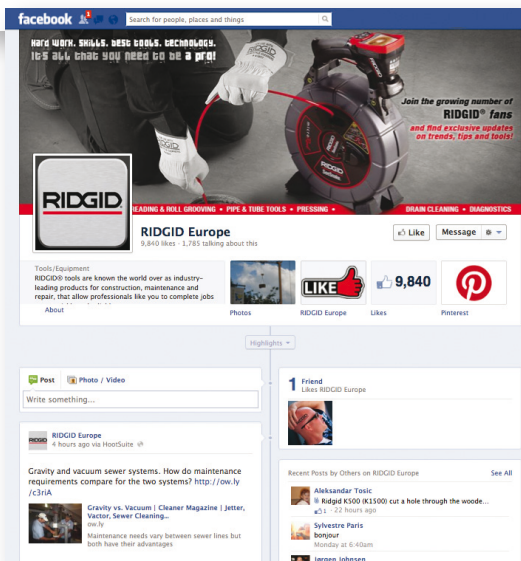 facebook 1 Search for people, places and things
Hard work. Skills. Best tools. Technology.
It's all that you need to be a pro!
RIDGID
Join the growing number of
RIDGID® fans
and find exclusive updates
on trends, tips and tools!
RIDGID
EADING & ROLL GROOVING • PIPE & TUBE TOOLS • PRESSING • DRAIN CLEANING • DIAGNOSTICS
RIDGID Europe
9,840 likes · 1,785 talking about this
Like Message
Tools/Equipment
RIDGID® tools are known the world over as industry-
leading products for construction, maintenance and
repair, that allow professionals like you to complete jobs
About
LIKE
9,840
Photos RIDGID Europe Likes Pinterest
Highlights
Post Photo / Video
Write something...
1 Friend
Likes RIDGID Europe
RIDGID
RIDGID Europe
4 hours ago via HootSuite
Gravity and vacuum sewer systems. How do maintenance
requirements compare for the two systems? http://ow.ly
/c3riA
Gravity vs. Vacuum | Cleaner Magazine | Jetter,
Vactor, Sewer Cleaning...
ow.ly
Maintenance needs vary between sewer lines but
both have their advantages
Recent Posts by Others on RIDGID Europe See All
Aleksandar Tosic
Ridgid K500 (K1500) cut a hole through the woode...
1 · 22 hours ago
Sylvestre Paris
bonjour
Monday at 6:40am
Jørgen Johnsen